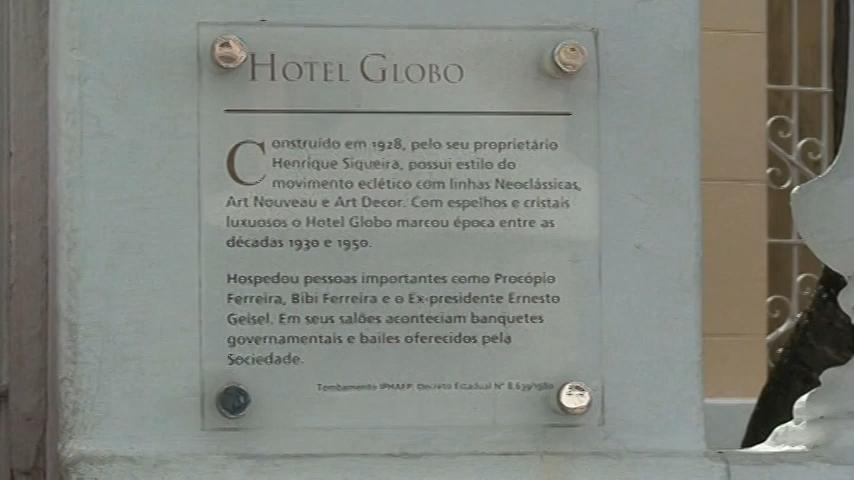 HOTEL GLOBO
Construído em 1928, pelo seu proprietário
Henrique Siqueira, possui estilo do
movimento eclético com linhas Neoclássicas,
Art Nouveau e Art Decor. Com espelhos e cristais
luxuosos o Hotel Globo marcou época entre as
décadas 1930 e 1950.
Hospedou pessoas importantes como Procópio
Ferreira, Bibi Ferreira e o Ex-presidente Ernesto
Geisel. Em seus salões aconteciam banquetes
governamentais e bailes oferecidos pela
Sociedade.
Tombamento IPHAEP: Decreto Estadual N° 8.639/1980